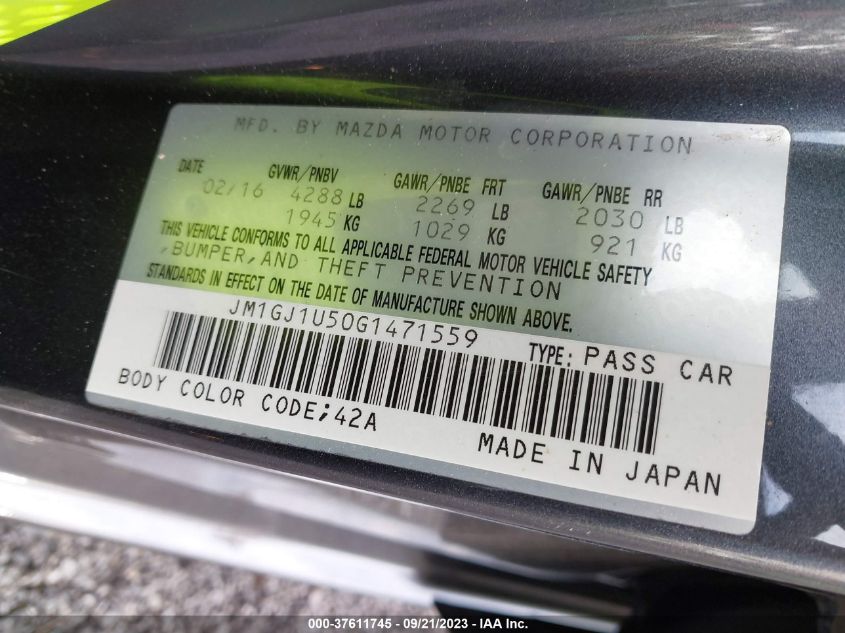 MFD. BY MAZDA MOTOR CORPORATION
DATE GVWR/PNBV GAWR/PNBE FRT GAWR/PNBE RR
02/16 4288 LB 2269 LB 2030 LB
1945 KG 1029 KG 921 KG
THIS VEHICLE CONFORMS TO ALL APPLICABLE FEDERAL MOTOR VEHICLE SAFETY
,BUMPER,AND THEFT PREVENTION
STANDARDS IN EFFECT ON THE DATE OF MANUFACTURE SHOWN ABOVE.
JM1GJ1U50G1471559
TYPE: PASS CAR
BODY COLOR CODE;42A
MADE IN JAPAN
000-37611745 - 09/21/2023 - IAA Inc.